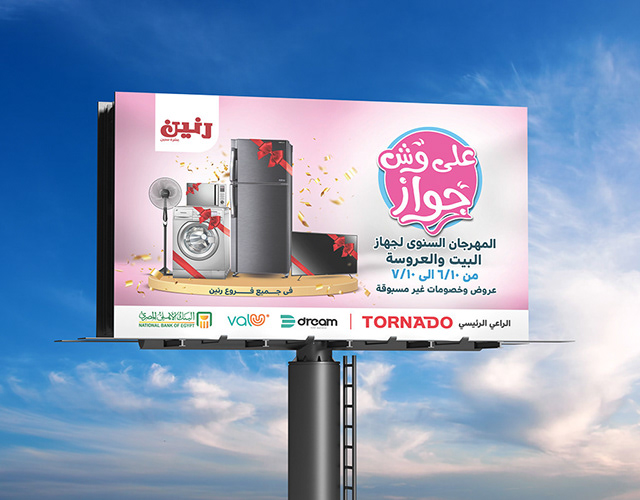 رنين
على وش
جواز
المهرجان السنوى لجهاز
البيت والعروسة
من ٦/١٠ الى ٧/١٠
عروض وخصومات غير مسبوقة
فى جميع فروع رنين
البنك الأهلي المصري
NATIONAL BANK OF EGYPT
valU
dream
TORNADO
الراعي الرئيسي